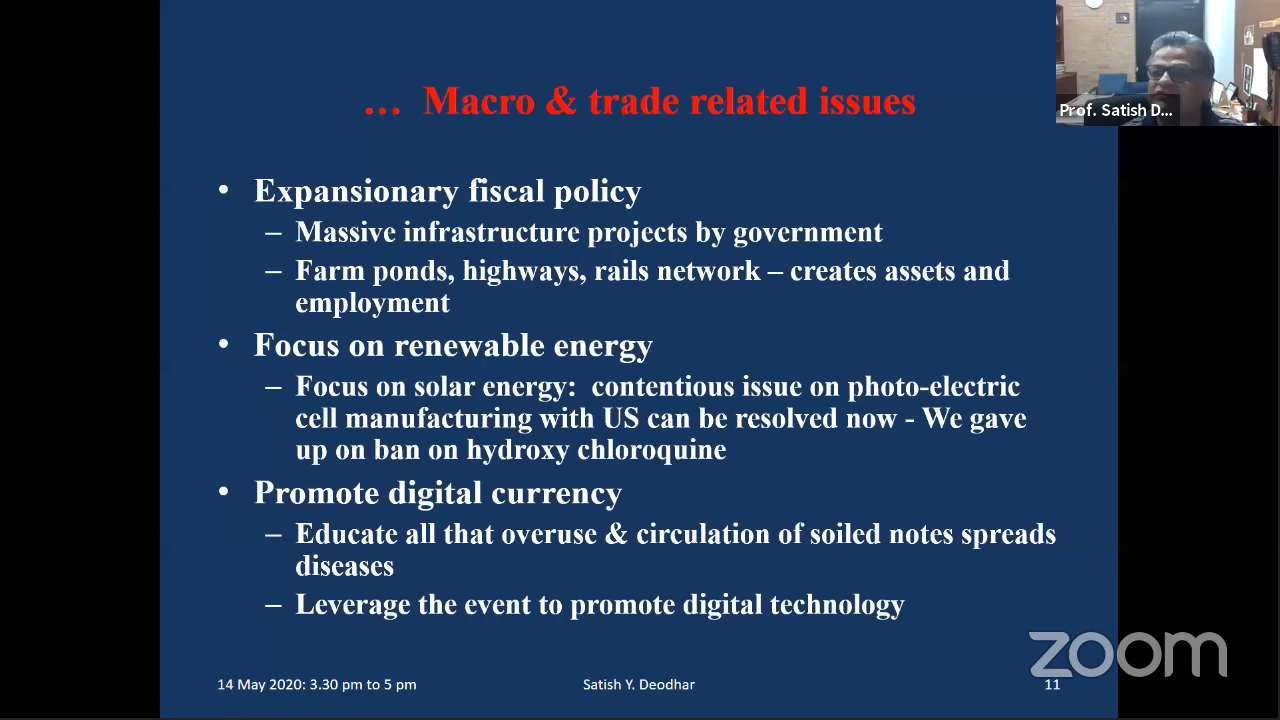 … Macro & trade related issues
Prof. Satish D...
• Expansionary fiscal policy
– Massive infrastructure projects by government
– Farm ponds, highways, rails network – creates assets and
employment
• Focus on renewable energy
– Focus on solar energy: contentious issue on photo-electric
cell manufacturing with US can be resolved now - We gave
up on ban on hydroxy chloroquine
• Promote digital currency
– Educate all that overuse & circulation of soiled notes spreads
diseases
– Leverage the event to promote digital technology
zoom
14 May 2020: 3.30 pm to 5 pm
Satish Y. Deodhar
11